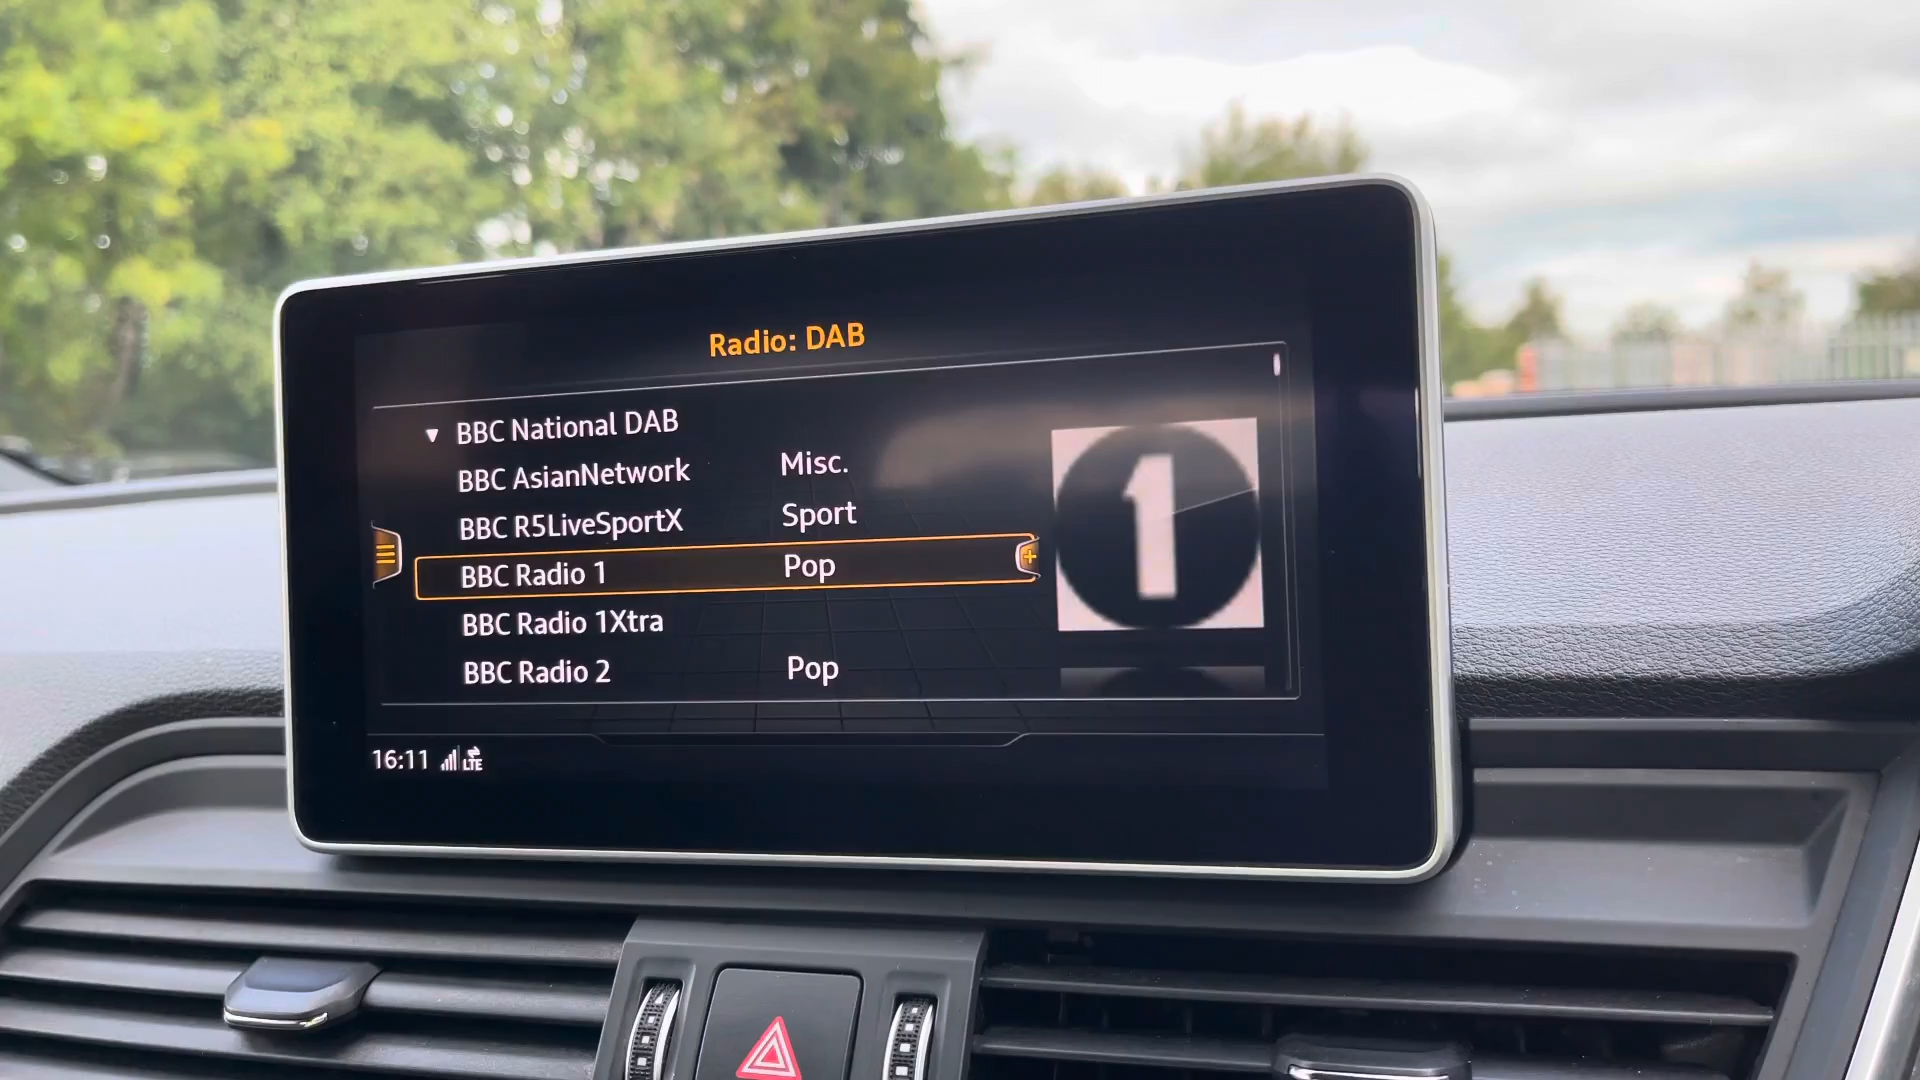 Radio: DAB
▼ BBC National DAB
BBC AsianNetwork Misc.
BBC R5LiveSportX Sport
BBC Radio 1 Pop
BBC Radio 1Xtra
BBC Radio 2 Pop
1
16:11 LTE